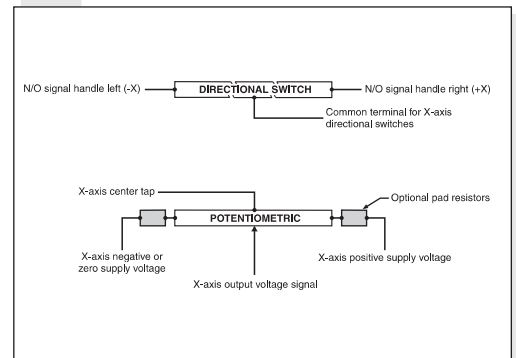 DIRECTIONAL SWITCH
N/O signal handle left (-X)
N/O signal handle right (+X)
Common terminal for X-axis
directional switches
X-axis center tap
Optional pad resistors
POTENTIOMETRIC
X-axis negative or
zero supply voltage
X-axis positive supply voltage
X-axis output voltage signal